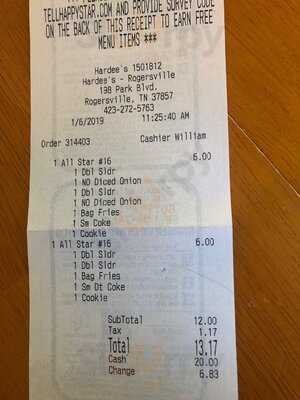 TELLHAPPYSTAR.COM AND PROVIDE SURVEY CODE
ON THE BACK OF THIS RECEIPT TO EARN FREE
MENU ITEMS ***
Hardee's 1501812
Hardee's - Rogersville
198 Park Blvd.
Rogersville, TN 37857
423-272-5763
1/6/2019 11:25:40 AM
Order 314403 Cashier William
1 All Star #16 6.00
1 Dbl Sldr
1 NO Diced Onion
1 Dbl Sldr
1 NO Diced Onion
1 Bag Fries
1 Sm Coke
1 Cookie
1 All Star #16 6.00
1 Dbl Sldr
1 Dbl Sldr
1 Bag Fries
1 Sm Dt Coke
1 Cookie
SubTotal 12.00
Tax 1.17
Total 13.17
Cash 20.00
Change 6.83